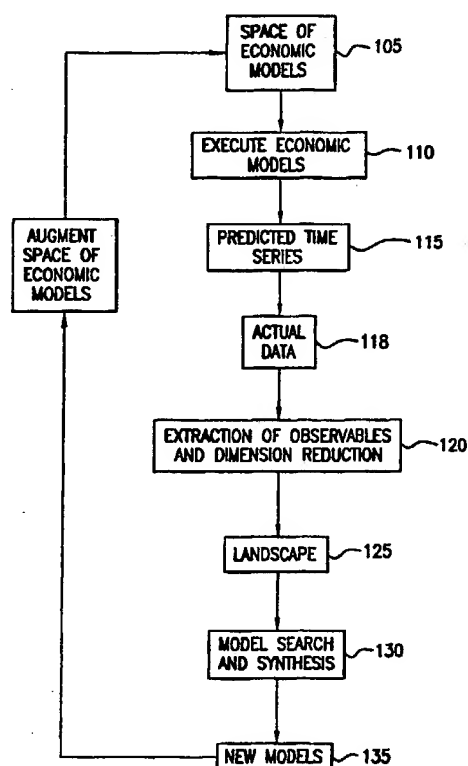 SPACE OF
ECONOMIC
MODELS
105
EXECUTE ECONOMIC
MODELS
110
PREDICTED TIME
SERIES
115
ACTUAL
DATA
118
EXTRACTION OF OBSERVABLES
AND DIMENSION REDUCTION
120
LANDSCAPE
125
MODEL SEARCH
AND SYNTHESIS
130
NEW MODELS
135
AUGMENT
SPACE OF
ECONOMIC
MODELS